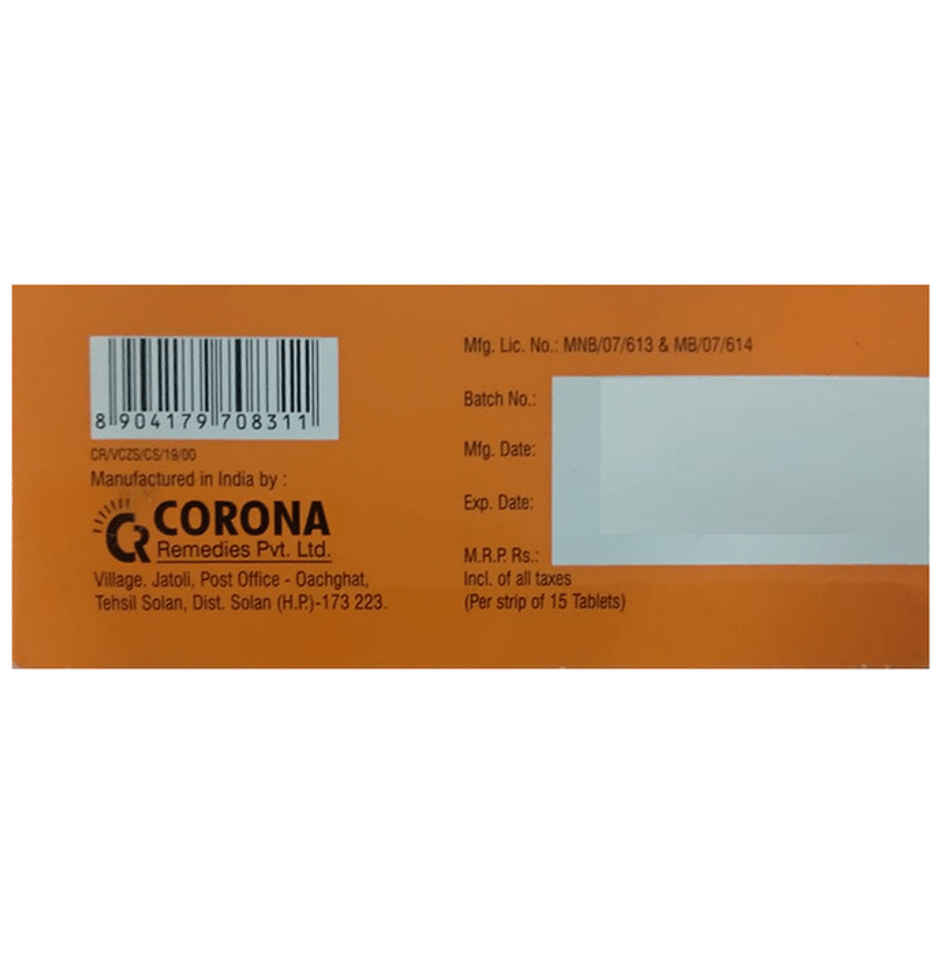 8 904179 708311
CR/VCZS/CS/19/00
Manufactured in India by :
CR CORONA
Remedies Pvt. Ltd.
Village. Jatoli, Post Office - Oachghat,
Tehsil Solan, Dist. Solan (H.P.)-173 223.
Mfg. Lic. No.: MNB/07/613 & MB/07/614
Batch No.:
Mfg. Date:
Exp. Date:
M.R.P. Rs.:
Incl. of all taxes
(Per strip of 15 Tablets)